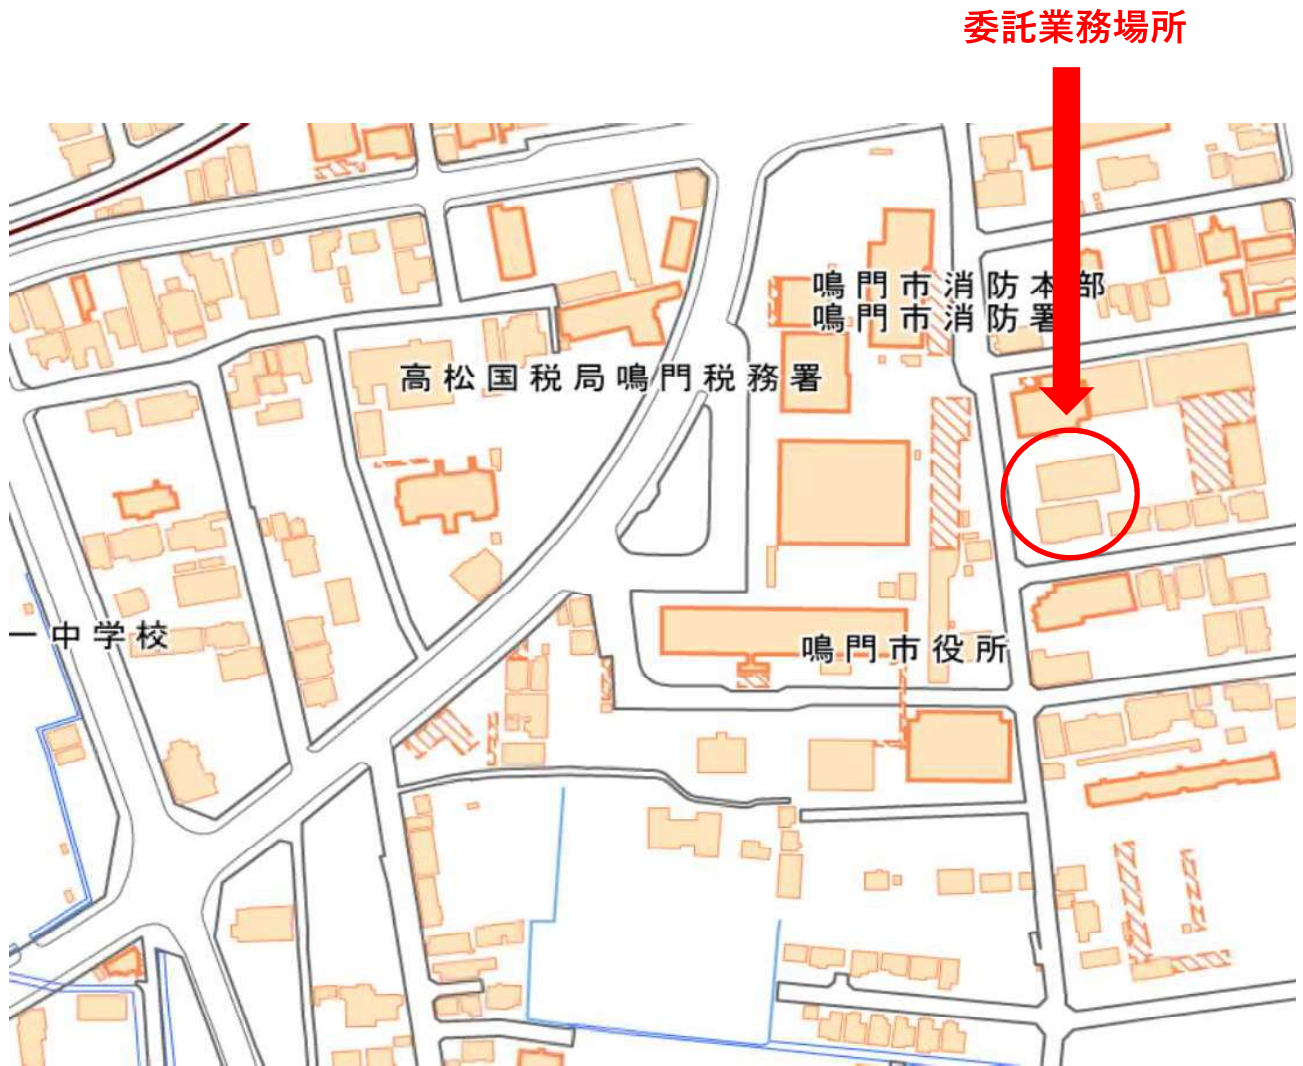 委託業務場所
鳴門市消防本部
鳴門市消防署
高松国税局鳴門税務署
一中学校
鳴門市役所